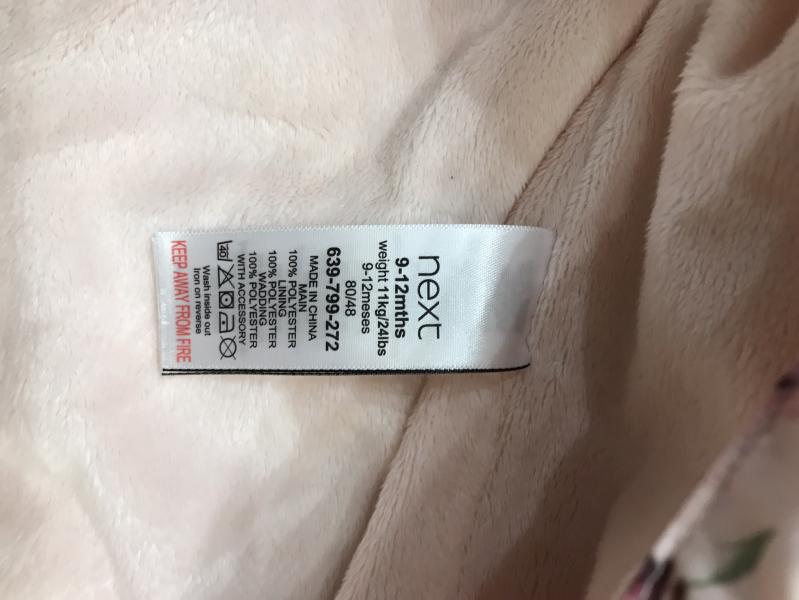 next
9-12mths
weight 11kg/24lbs
9-12meses
80/48
639-799-272
MADE IN CHINA
MAIN
100% POLYESTER
LINING
100% POLYESTER
WADDING
100% POLYESTER
WITH ACCESSORY
40
Wash inside out
Iron on reverse
KEEP AWAY FROM FIRE